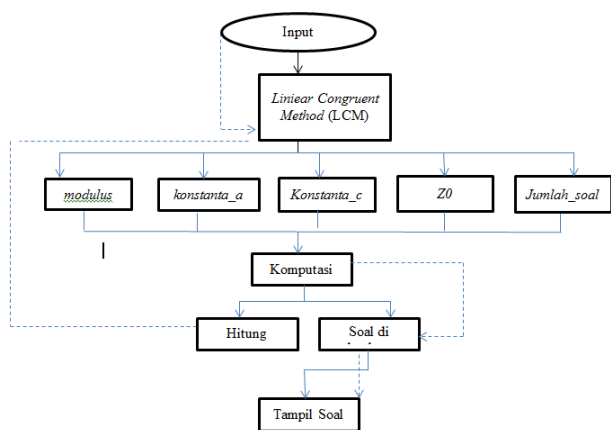 Input
Liniear Congruent
Method (LCM)
modulus
konstanta_a
Konstanta_c
Z0
Jumlah_soal
Komputasi
Hitung
Soal di
Tampil Soal